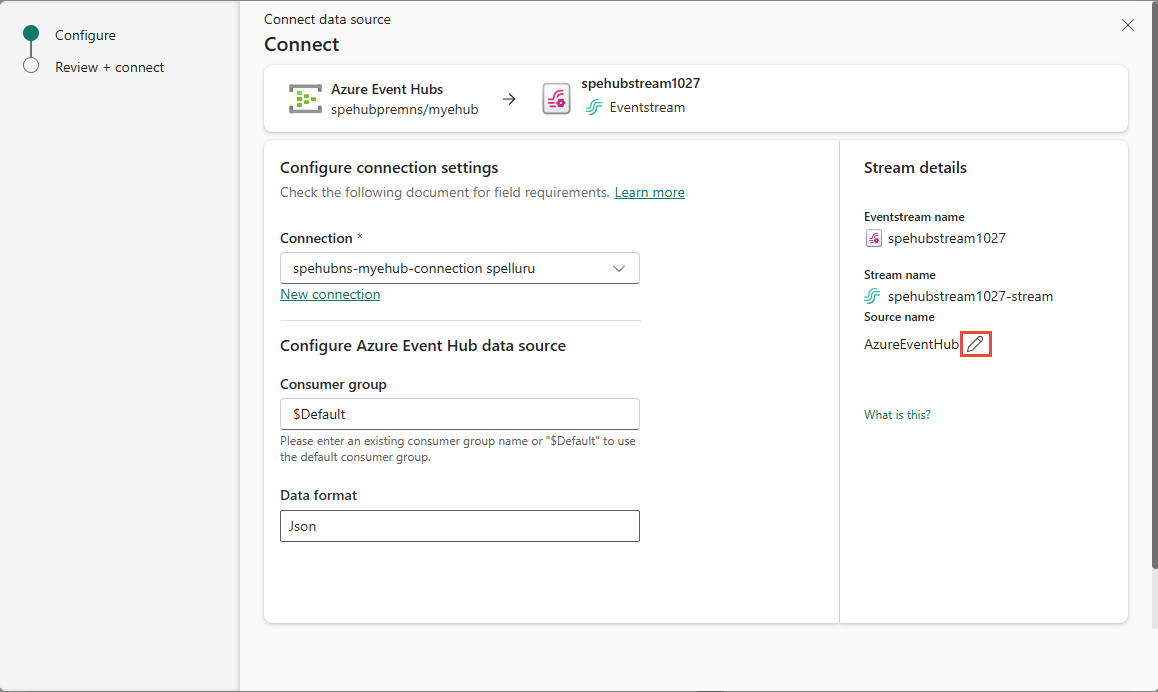 Configure
Review + connect
Connect data source
Connect
Azure Event Hubs
spehubpremns/myehub
spehubstream1027
Eventstream
Configure connection settings
Check the following document for field requirements. Learn more
Connection *
spehubns-myehub-connection spelluru
New connection
Configure Azure Event Hub data source
Consumer group
$Default
Please enter an existing consumer group name or "$Default" to use
the default consumer group.
Data format
Json
Stream details
Eventstream name
spehubstream1027
Stream name
spehubstream1027-stream
Source name
AzureEventHub
What is this?